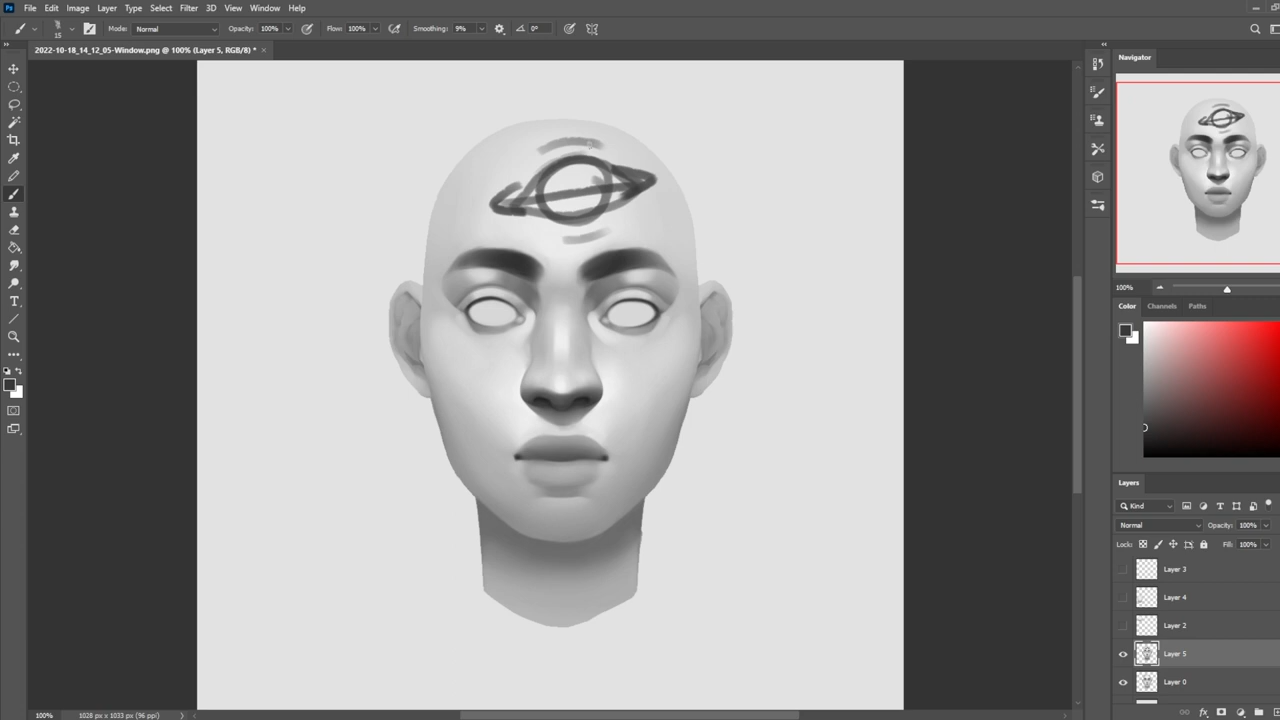 Ps File Edit Image Layer Type Select Filter 3D View Window Help
15 Mode: Normal Opacity: 100% Flow: 100% Smoothing: 9% 0°
2022-10-18_14_12_05-Window.png @ 100% (Layer 5, RGB/8) * ×
Navigator
100%
Color Channels Paths
Layers
Kind
Normal Opacity: 100%
Lock: Fill: 100%
Layer 3
Layer 4
Layer 2
Layer 5
Layer 0
fx
100% 1028 px x 1033 px (96 ppi)